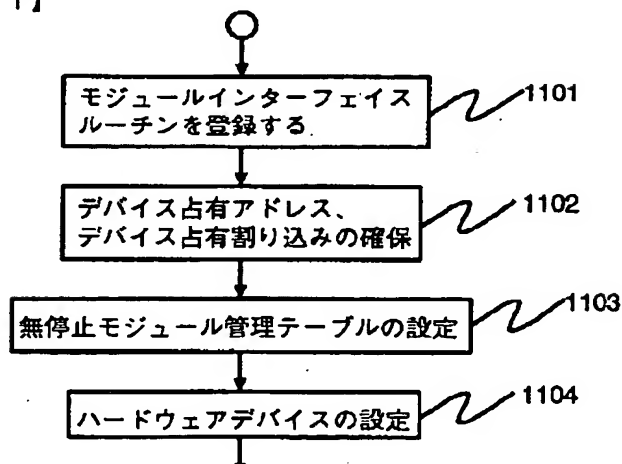 モジュールインターフェイス
ルーチンを登録する
1101
デバイス占有アドレス、
デバイス占有割り込みの確保
1102
無停止モジュール管理テーブルの設定
1103
ハードウェアデバイスの設定
1104